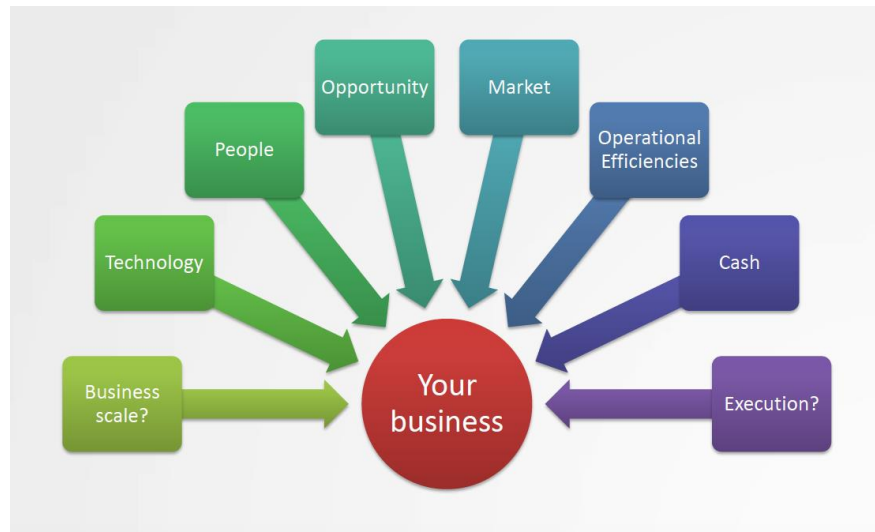 Opportunity
Market
People
Operational
Efficiencies
Technology
Cash
Business
scale?
Your
business
Execution?